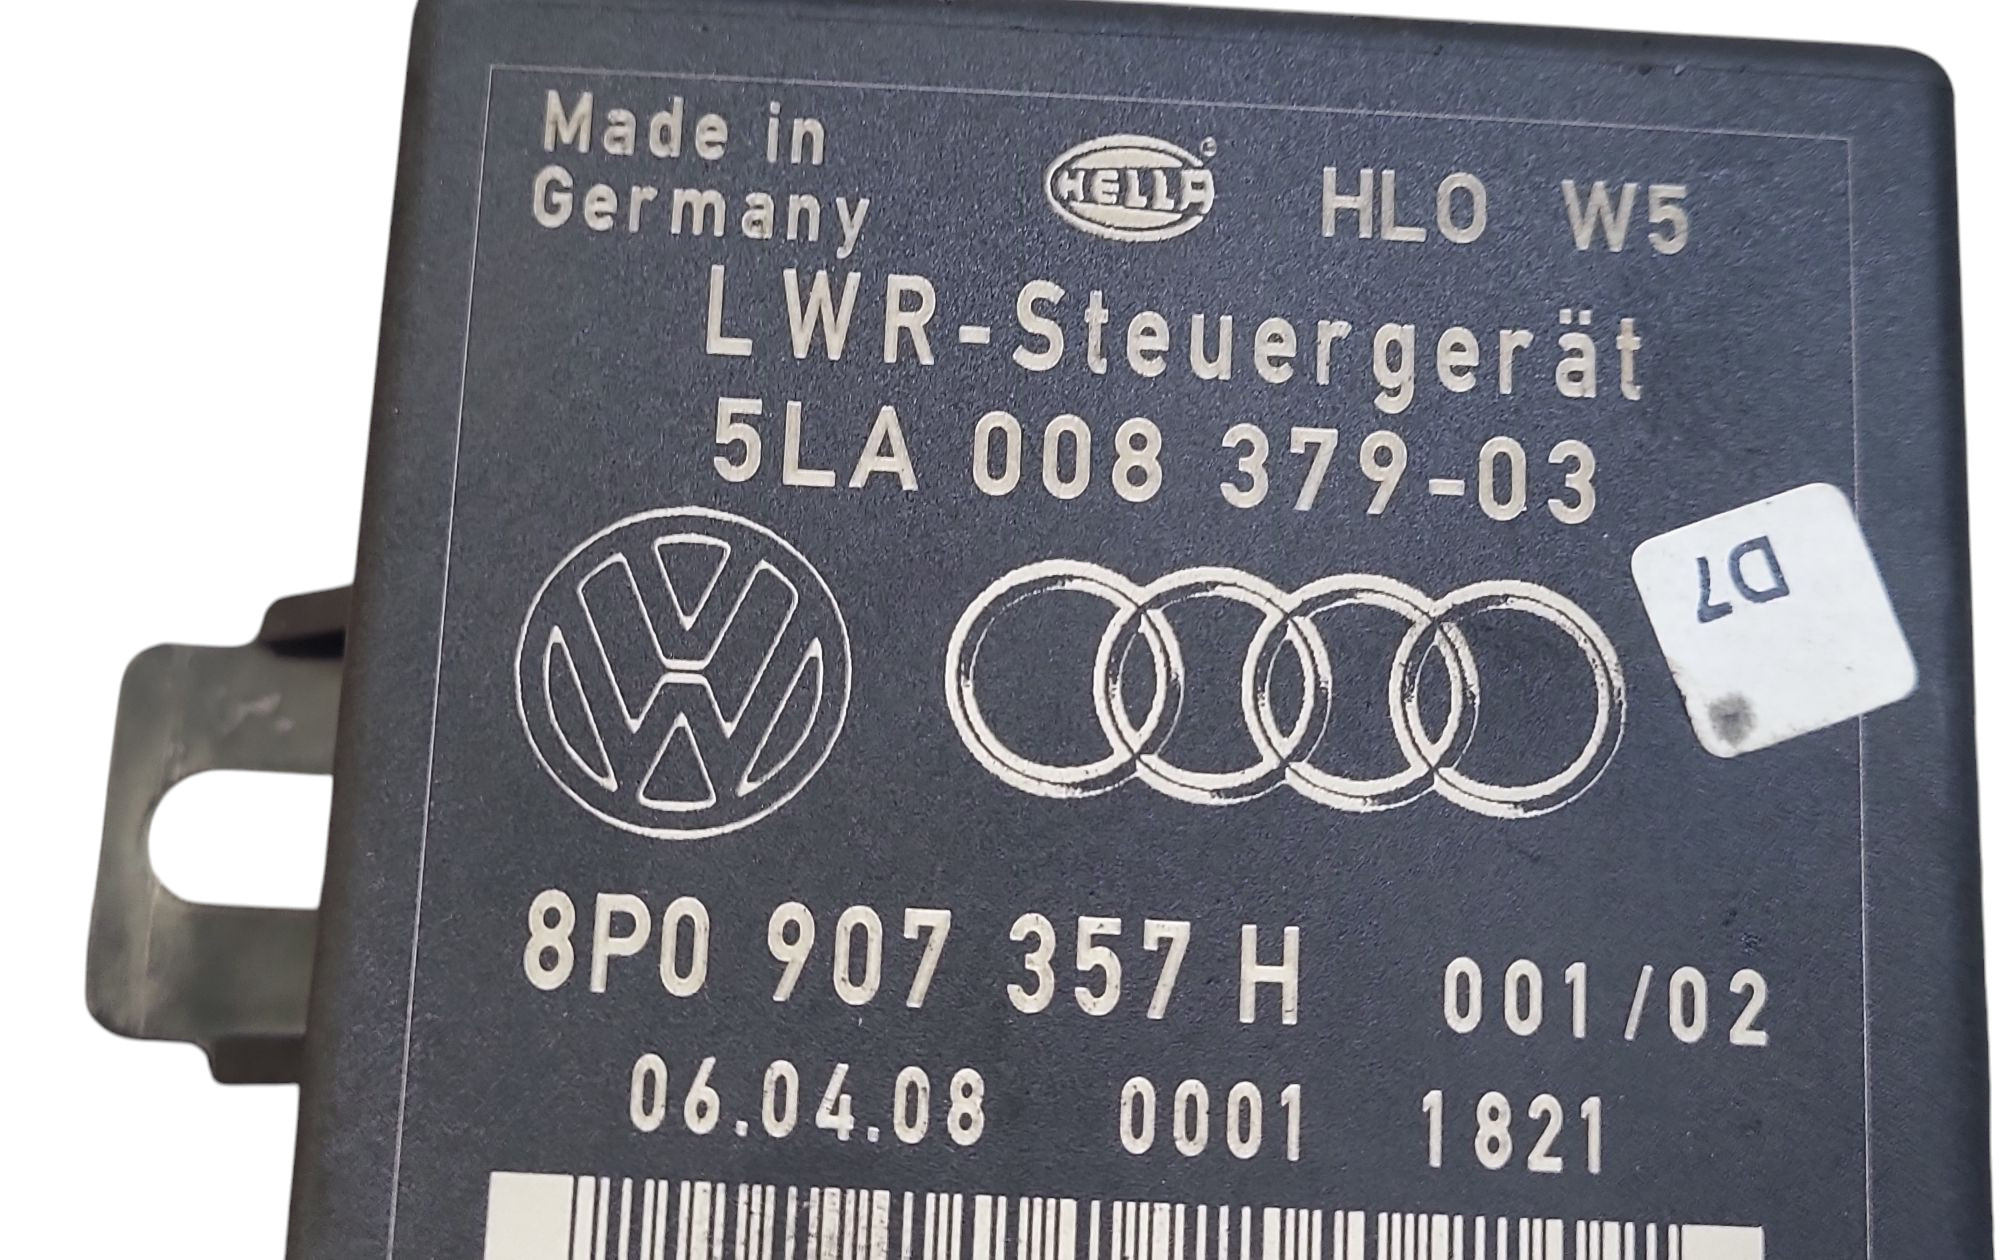 Made in
Germany
HELLA®
HLO W5
LWR-Steuergerät
5LA 008 379-03
D7
8P0 907 357 H 001/02
06.04.08 0001 1821